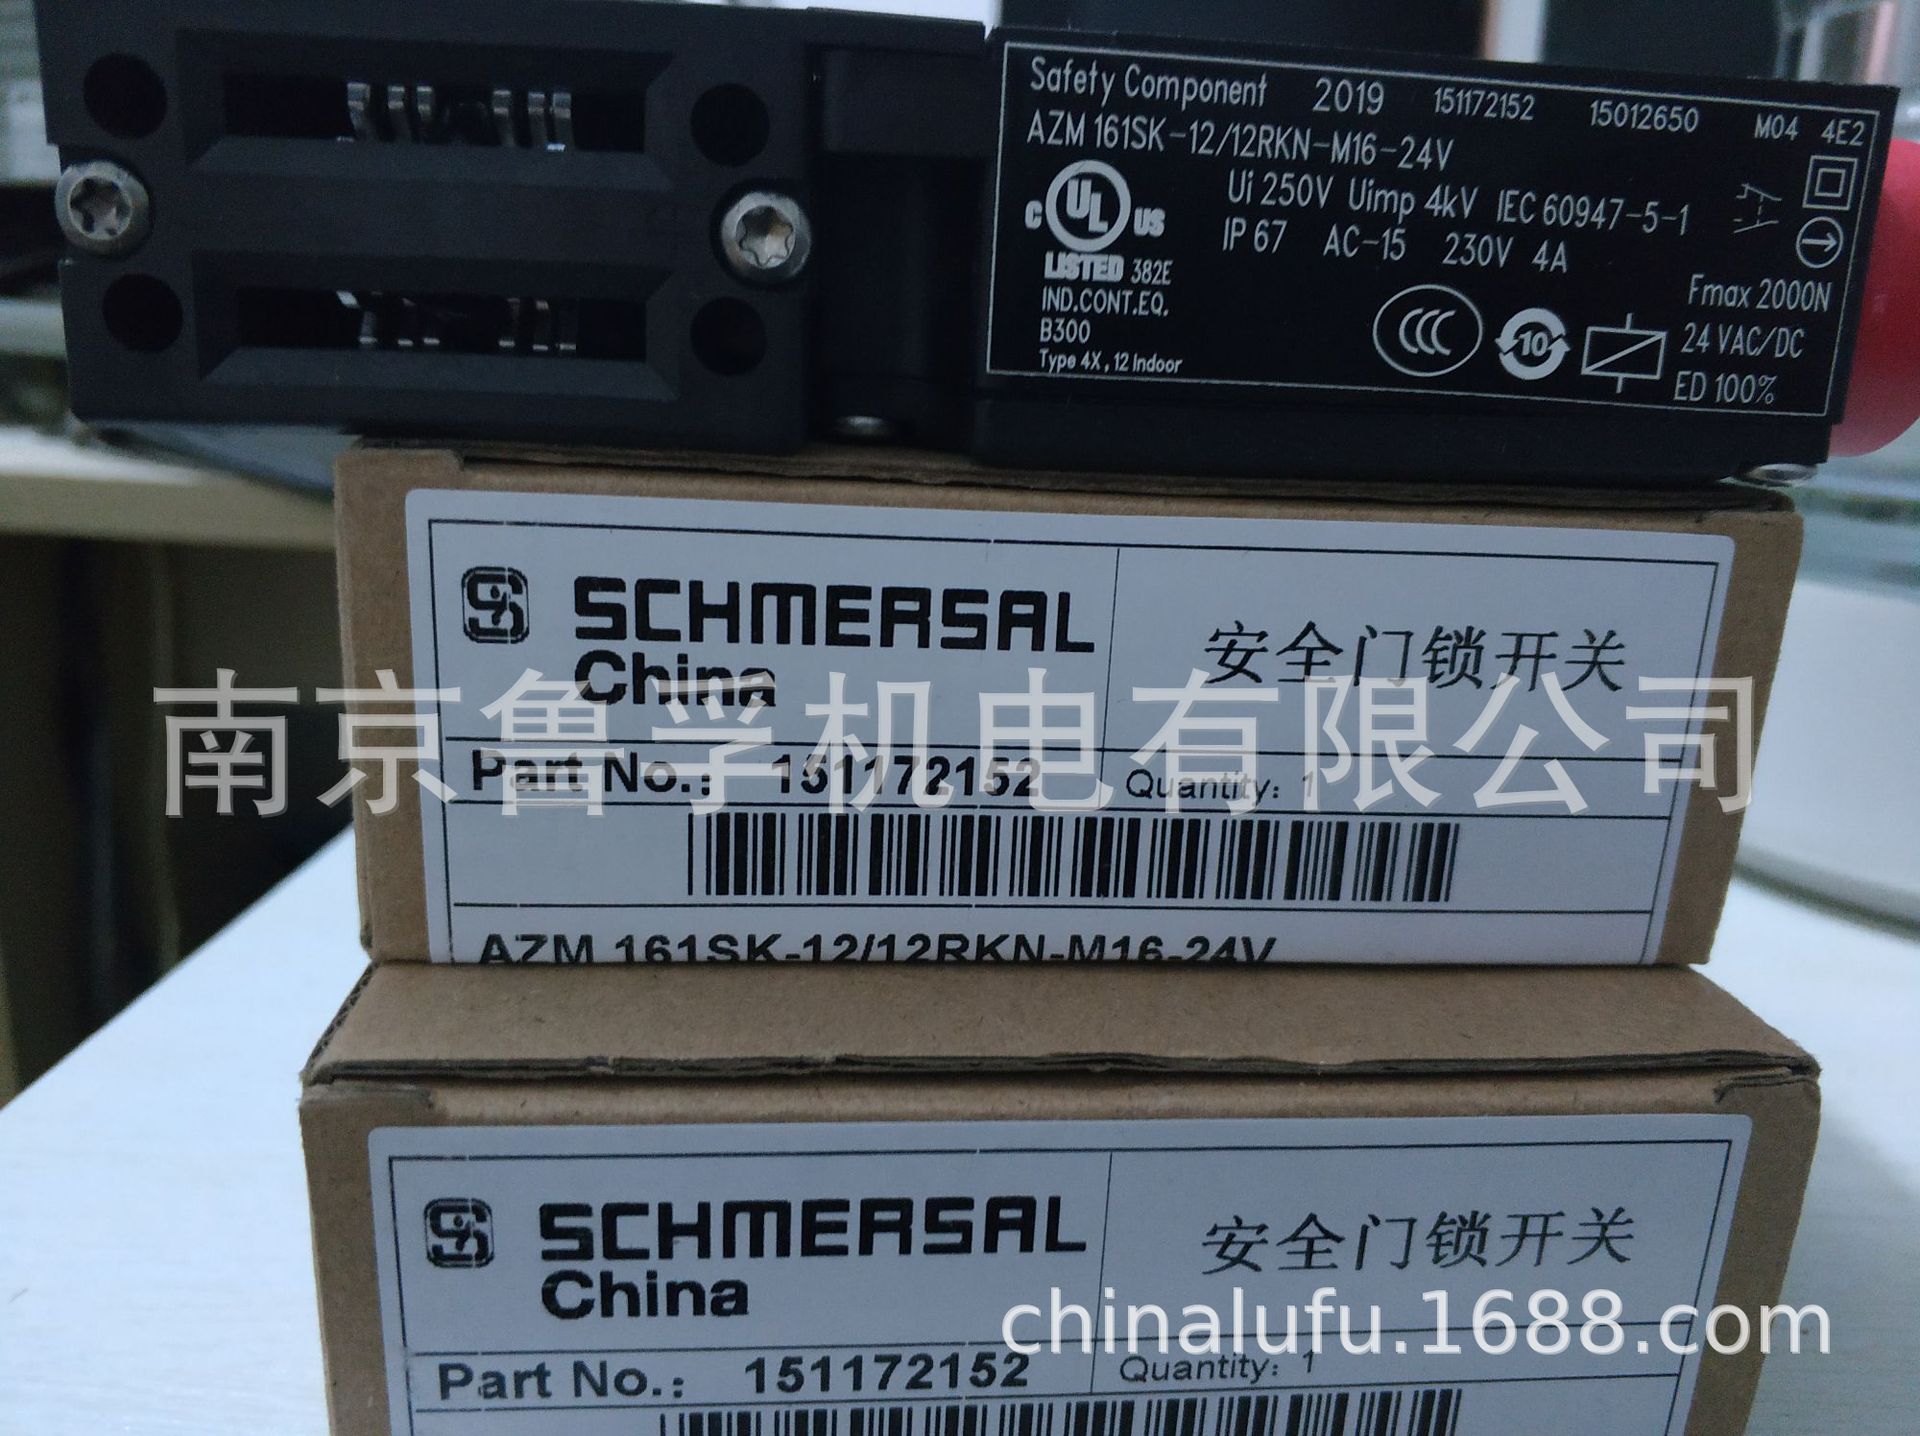 Safety Component 2019 151172152 15012650 M04 4E2
AZM 161SK-12/12RKN-M16-24V
Ui 250V Uimp 4kV IEC 60947-5-1
C UL US
IP 67 AC-15 230V 4A
LISTED 382E
IND.CONT.EQ.
B300
Type 4X, 12 Indoor
CCC
10
Fmax 2000N
24 VAC/DC
ED 100%
SCHMERSAL
China
安全门锁开关
南京鲁孚机电有限公司
Part No.: 151172152 Quantity: 1
AZM 161SK-12/12RKN-M16-24V
SCHMERSAL
China
安全门锁开关
chinalufu.1688.com
Part No.: 151172152 Quantity: 1